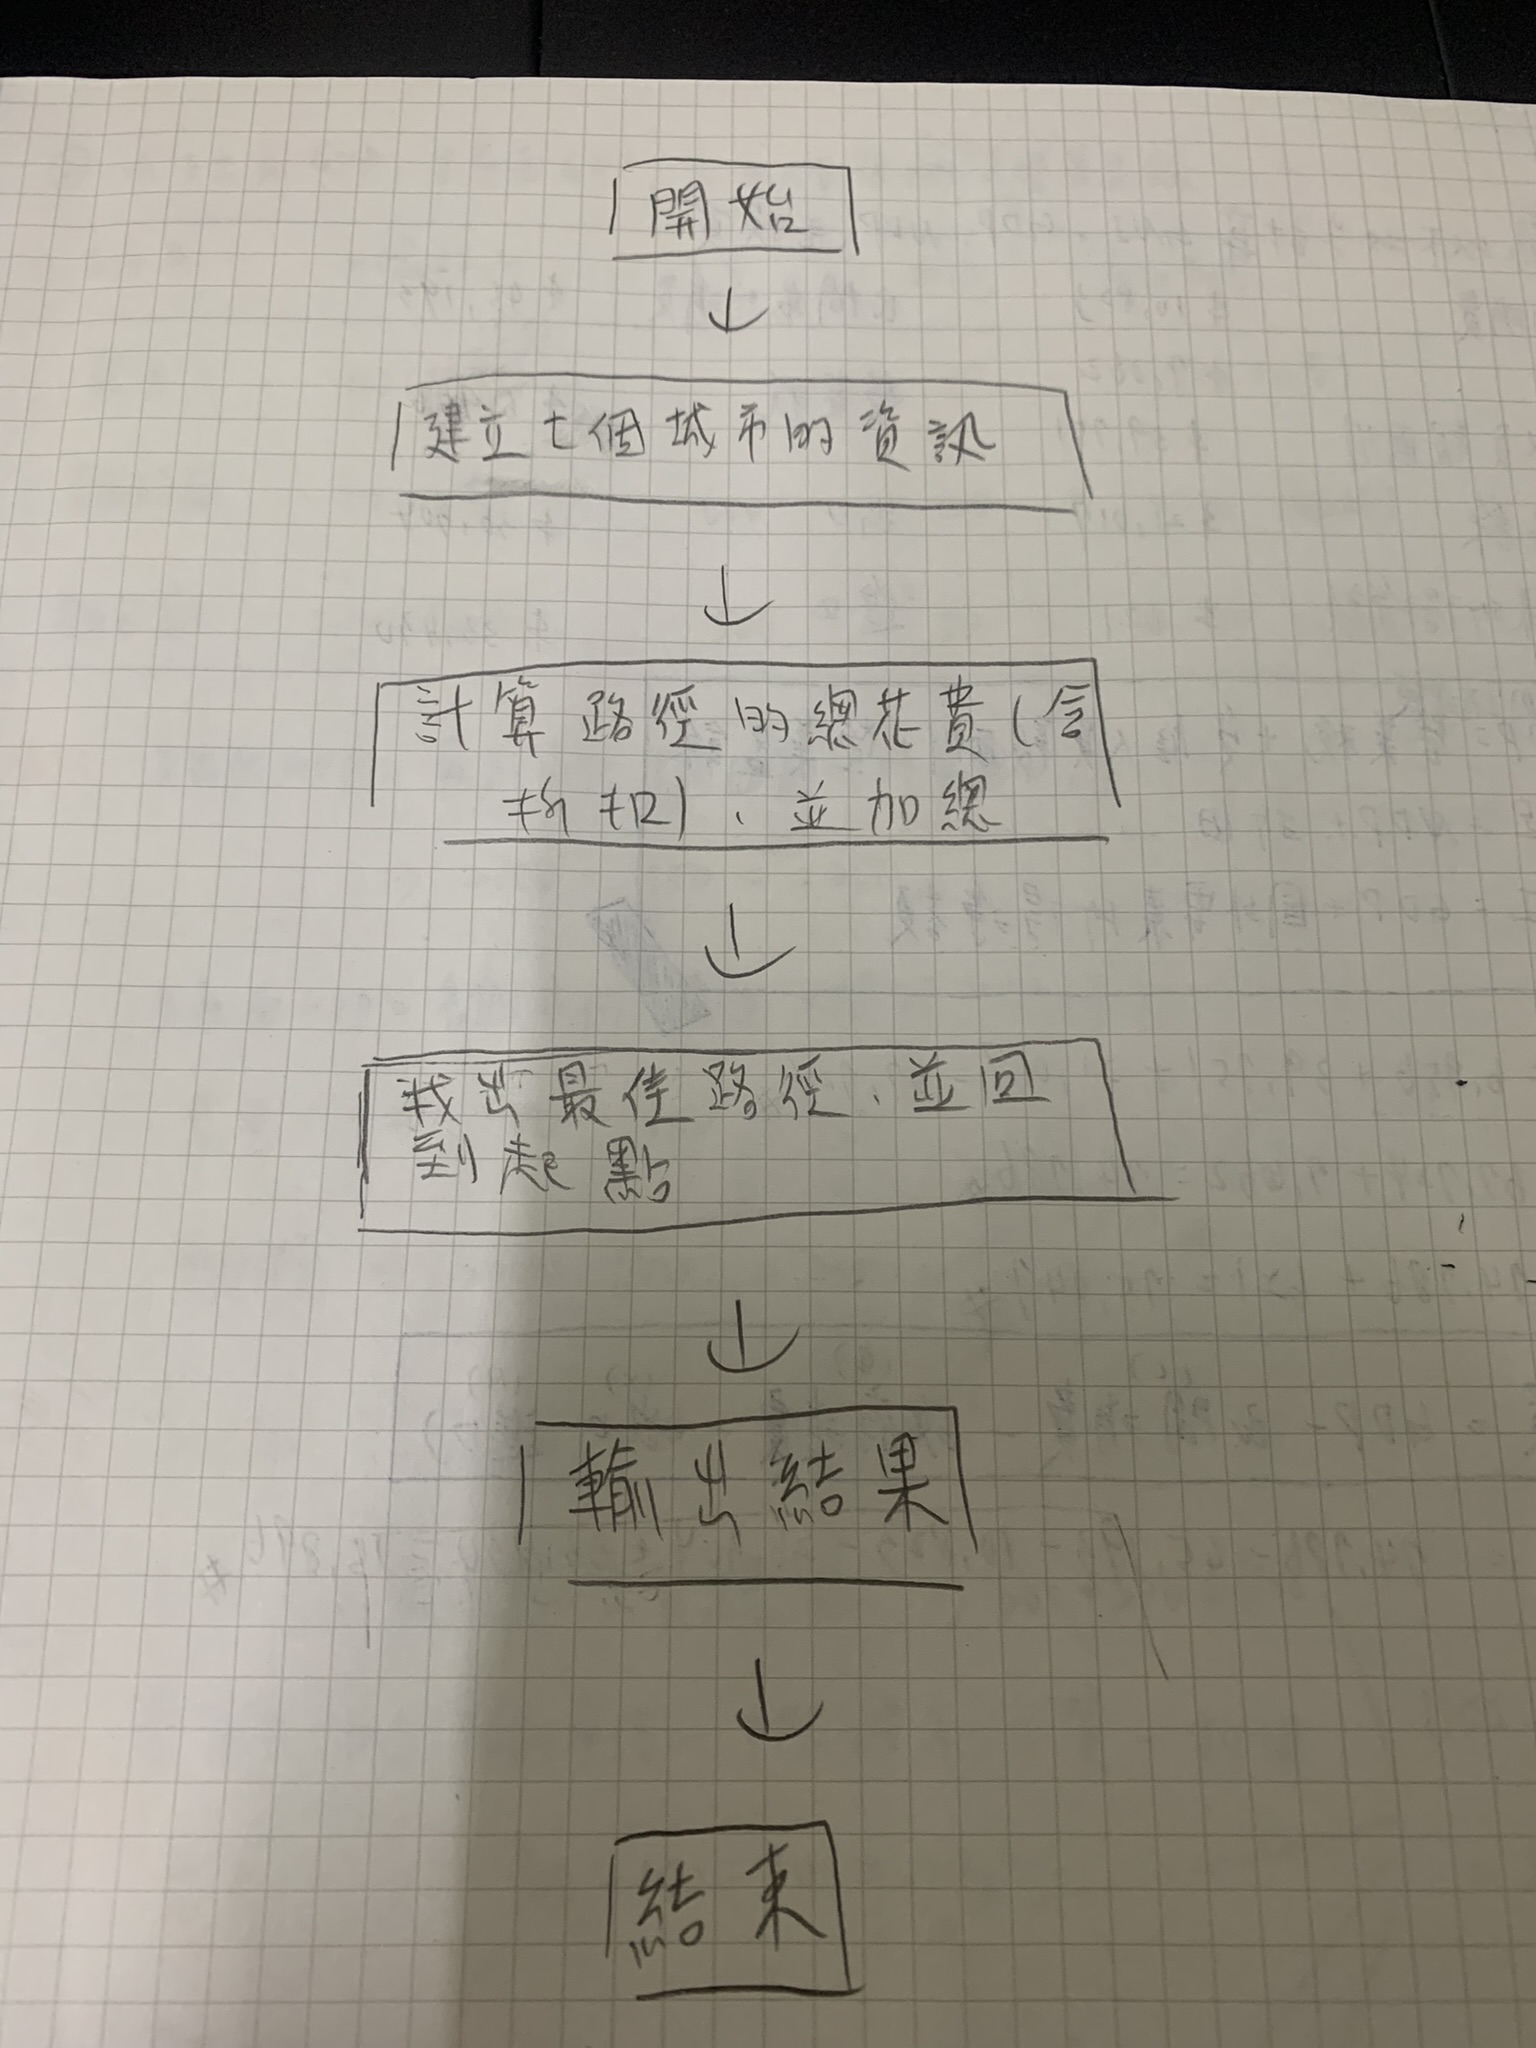 開始
建立七個城市的資訊
計算路徑的總花費(含
折扣)、並加總
找出最佳路徑、並回
到起點
輸出結果
結束